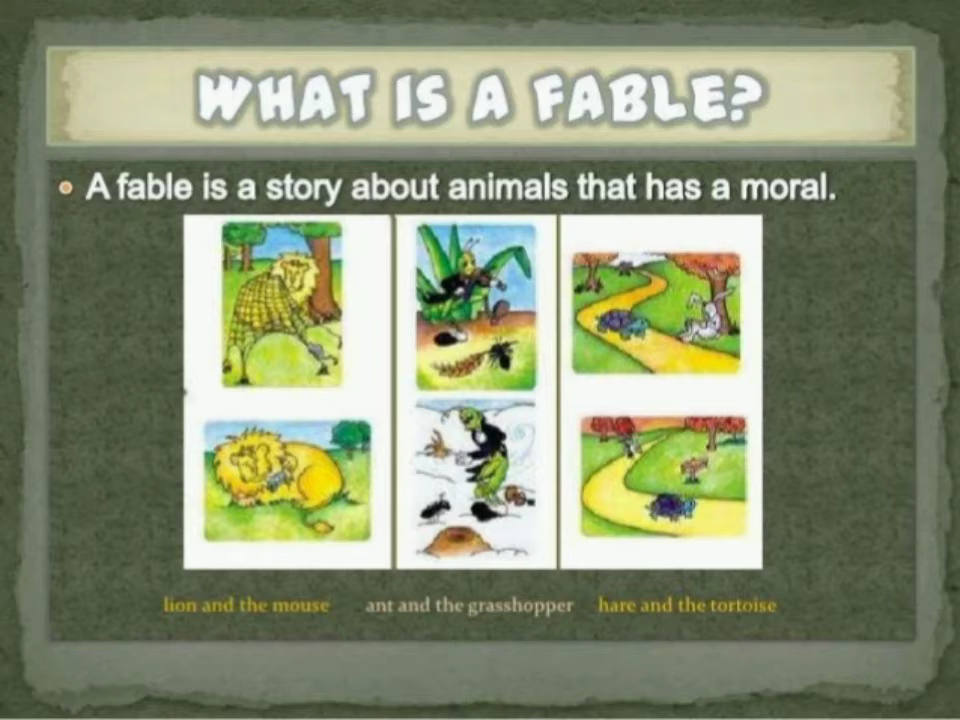 WHAT IS A FABLE?
A fable is a story about animals that has a moral.
lion and the mouse
ant and the grasshopper
hare and the tortoise